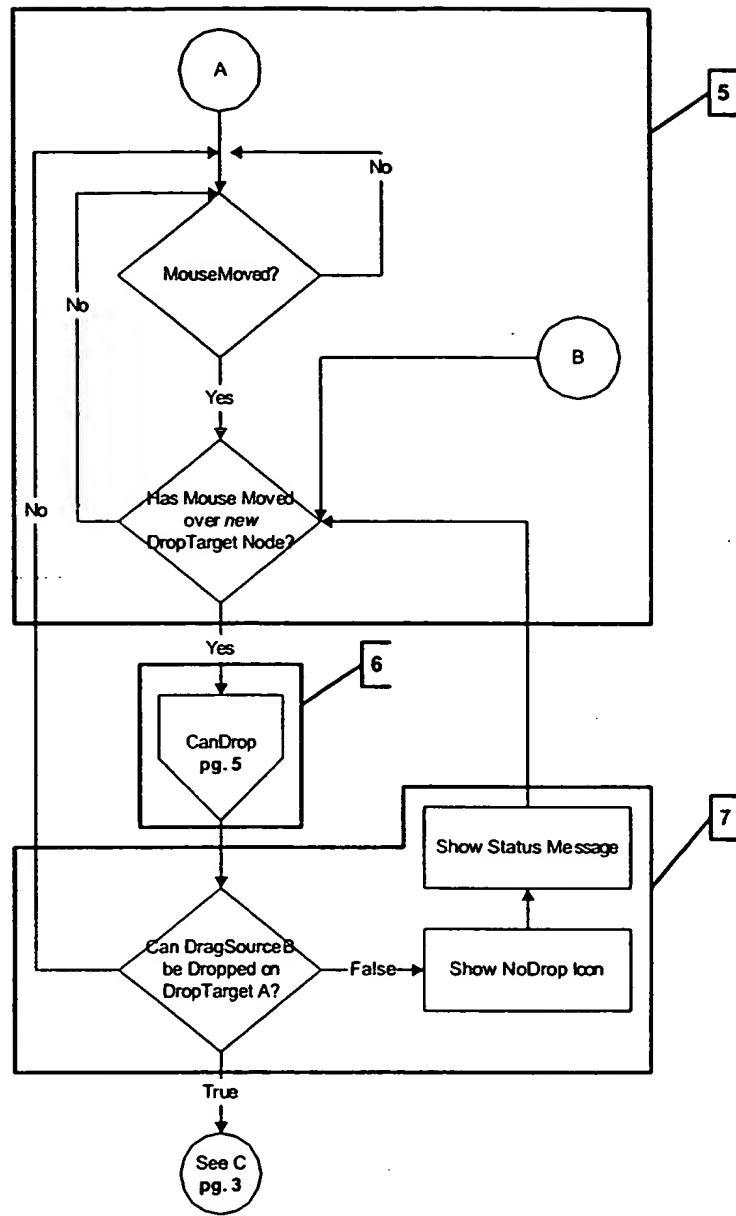 A
5
No
MouseMoved?
No
B
Yes
Has Mouse Moved
over new
DropTarget Node?
No
Yes
6
CanDrop
pg. 5
7
Show Status Message
Can DragSourceB
be Dropped on
DropTarget A?
False
Show NoDrop Icon
True
See C
pg. 3